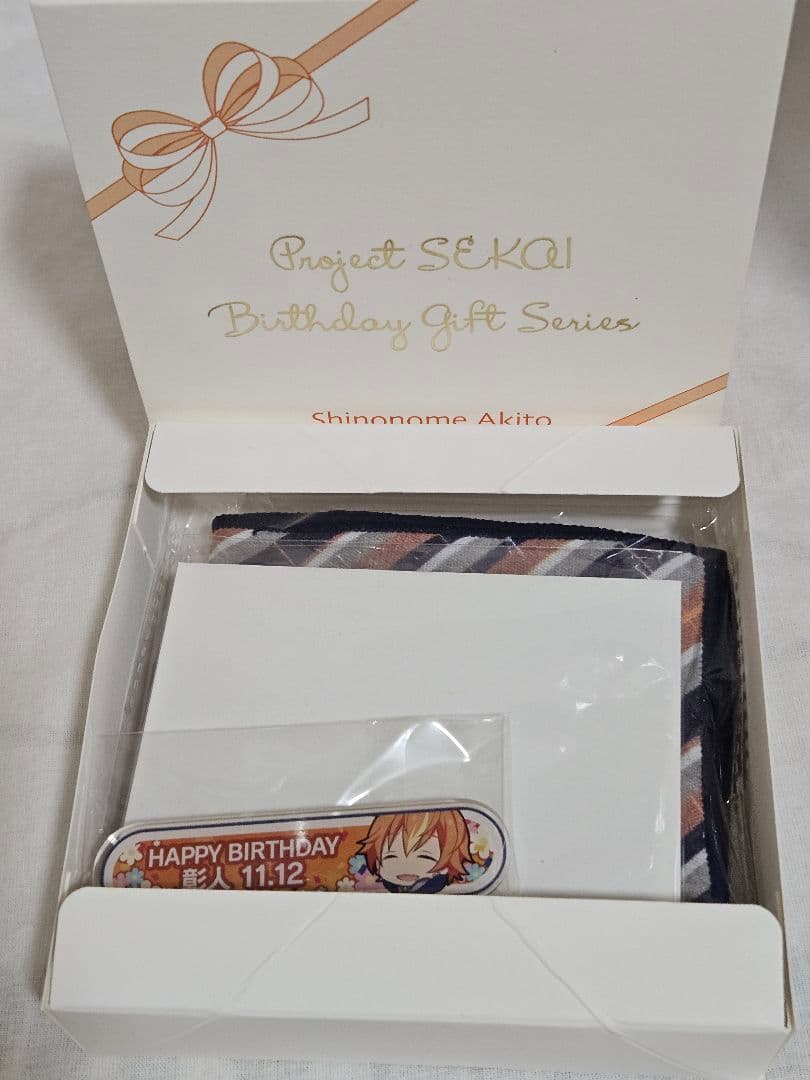 Project SEKAI
Birthday Gift Series
Shinonome Akito
HAPPY BIRTHDAY
彰人 11.12